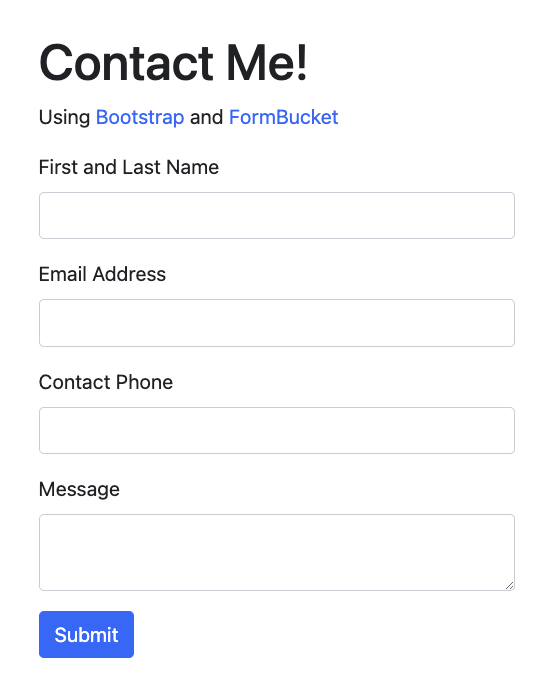 Contact Me!
Using Bootstrap and FormBucket
First and Last Name
Email Address
Contact Phone
Message
Submit